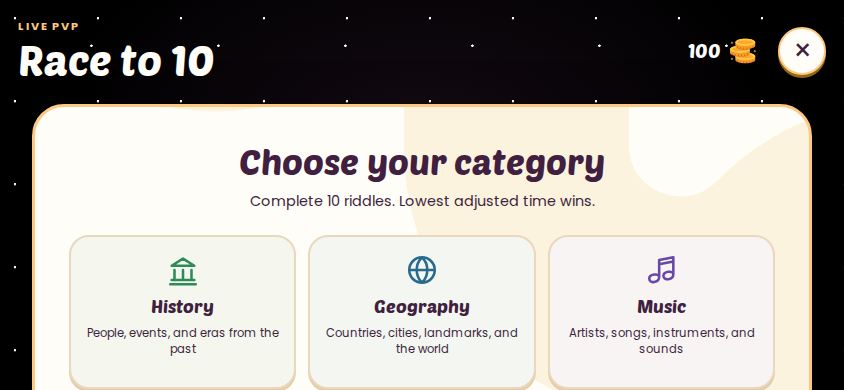 LIVE PVP
Race to 10
100
Choose your category
Complete 10 riddles. Lowest adjusted time wins.
History
People, events, and eras from the
past
Geography
Countries, cities, landmarks, and
the world
Music
Artists, songs, instruments, and
sounds